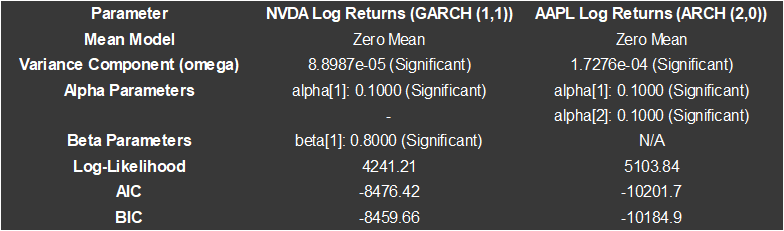 Parameter NVDA Log Returns (GARCH (1,1)) AAPL Log Returns (ARCH (2,0))
Mean Model Zero Mean Zero Mean
Variance Component (omega) 8.8987e-05 (Significant) 1.7276e-04 (Significant)
Alpha Parameters alpha[1]: 0.1000 (Significant) alpha[1]: 0.1000 (Significant)
- alpha[2]: 0.1000 (Significant)
Beta Parameters beta[1]: 0.8000 (Significant) N/A
Log-Likelihood 4241.21 5103.84
AIC -8476.42 -10201.7
BIC -8459.66 -10184.9